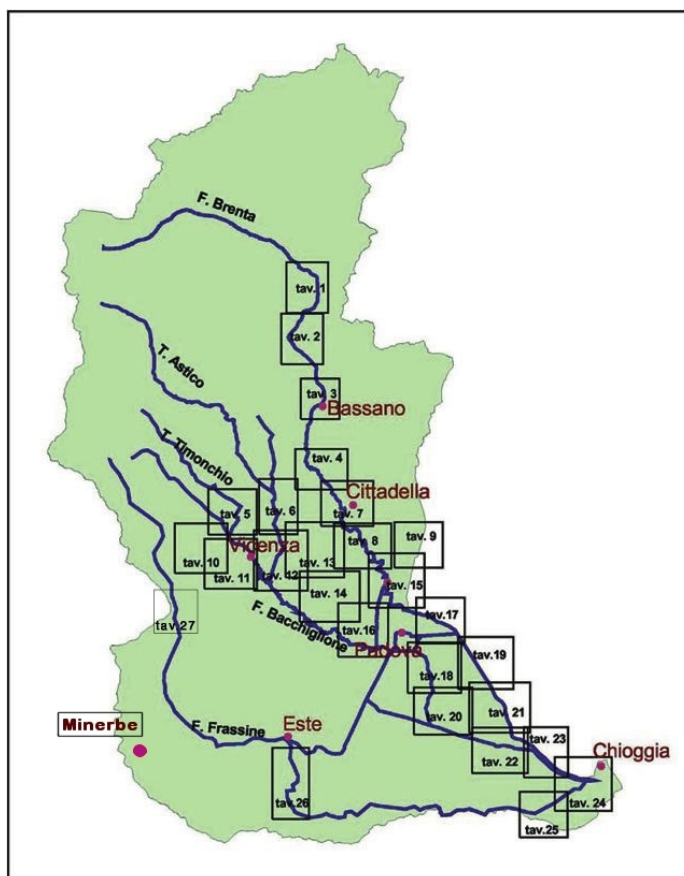 F. Brenta
tav. 1
tav. 2
T. Astico
tav. 3
Bassano
T. Timonchio
tav. 4
Cittadella
tav. 5
tav. 6
tav. 7
tav. 8
tav. 9
Vicenza
tav. 10
tav. 11
tav. 12
tav. 13
tav. 14
tav. 15
F. Bacchiglione
tav.27
tav.16
tav.17
Padova
tav.18
tav.19
Minerbe
F. Frassine
Este
tav. 20
tav. 21
tav. 22
tav. 23
Chioggia
tav.26
tav. 24
tav.25